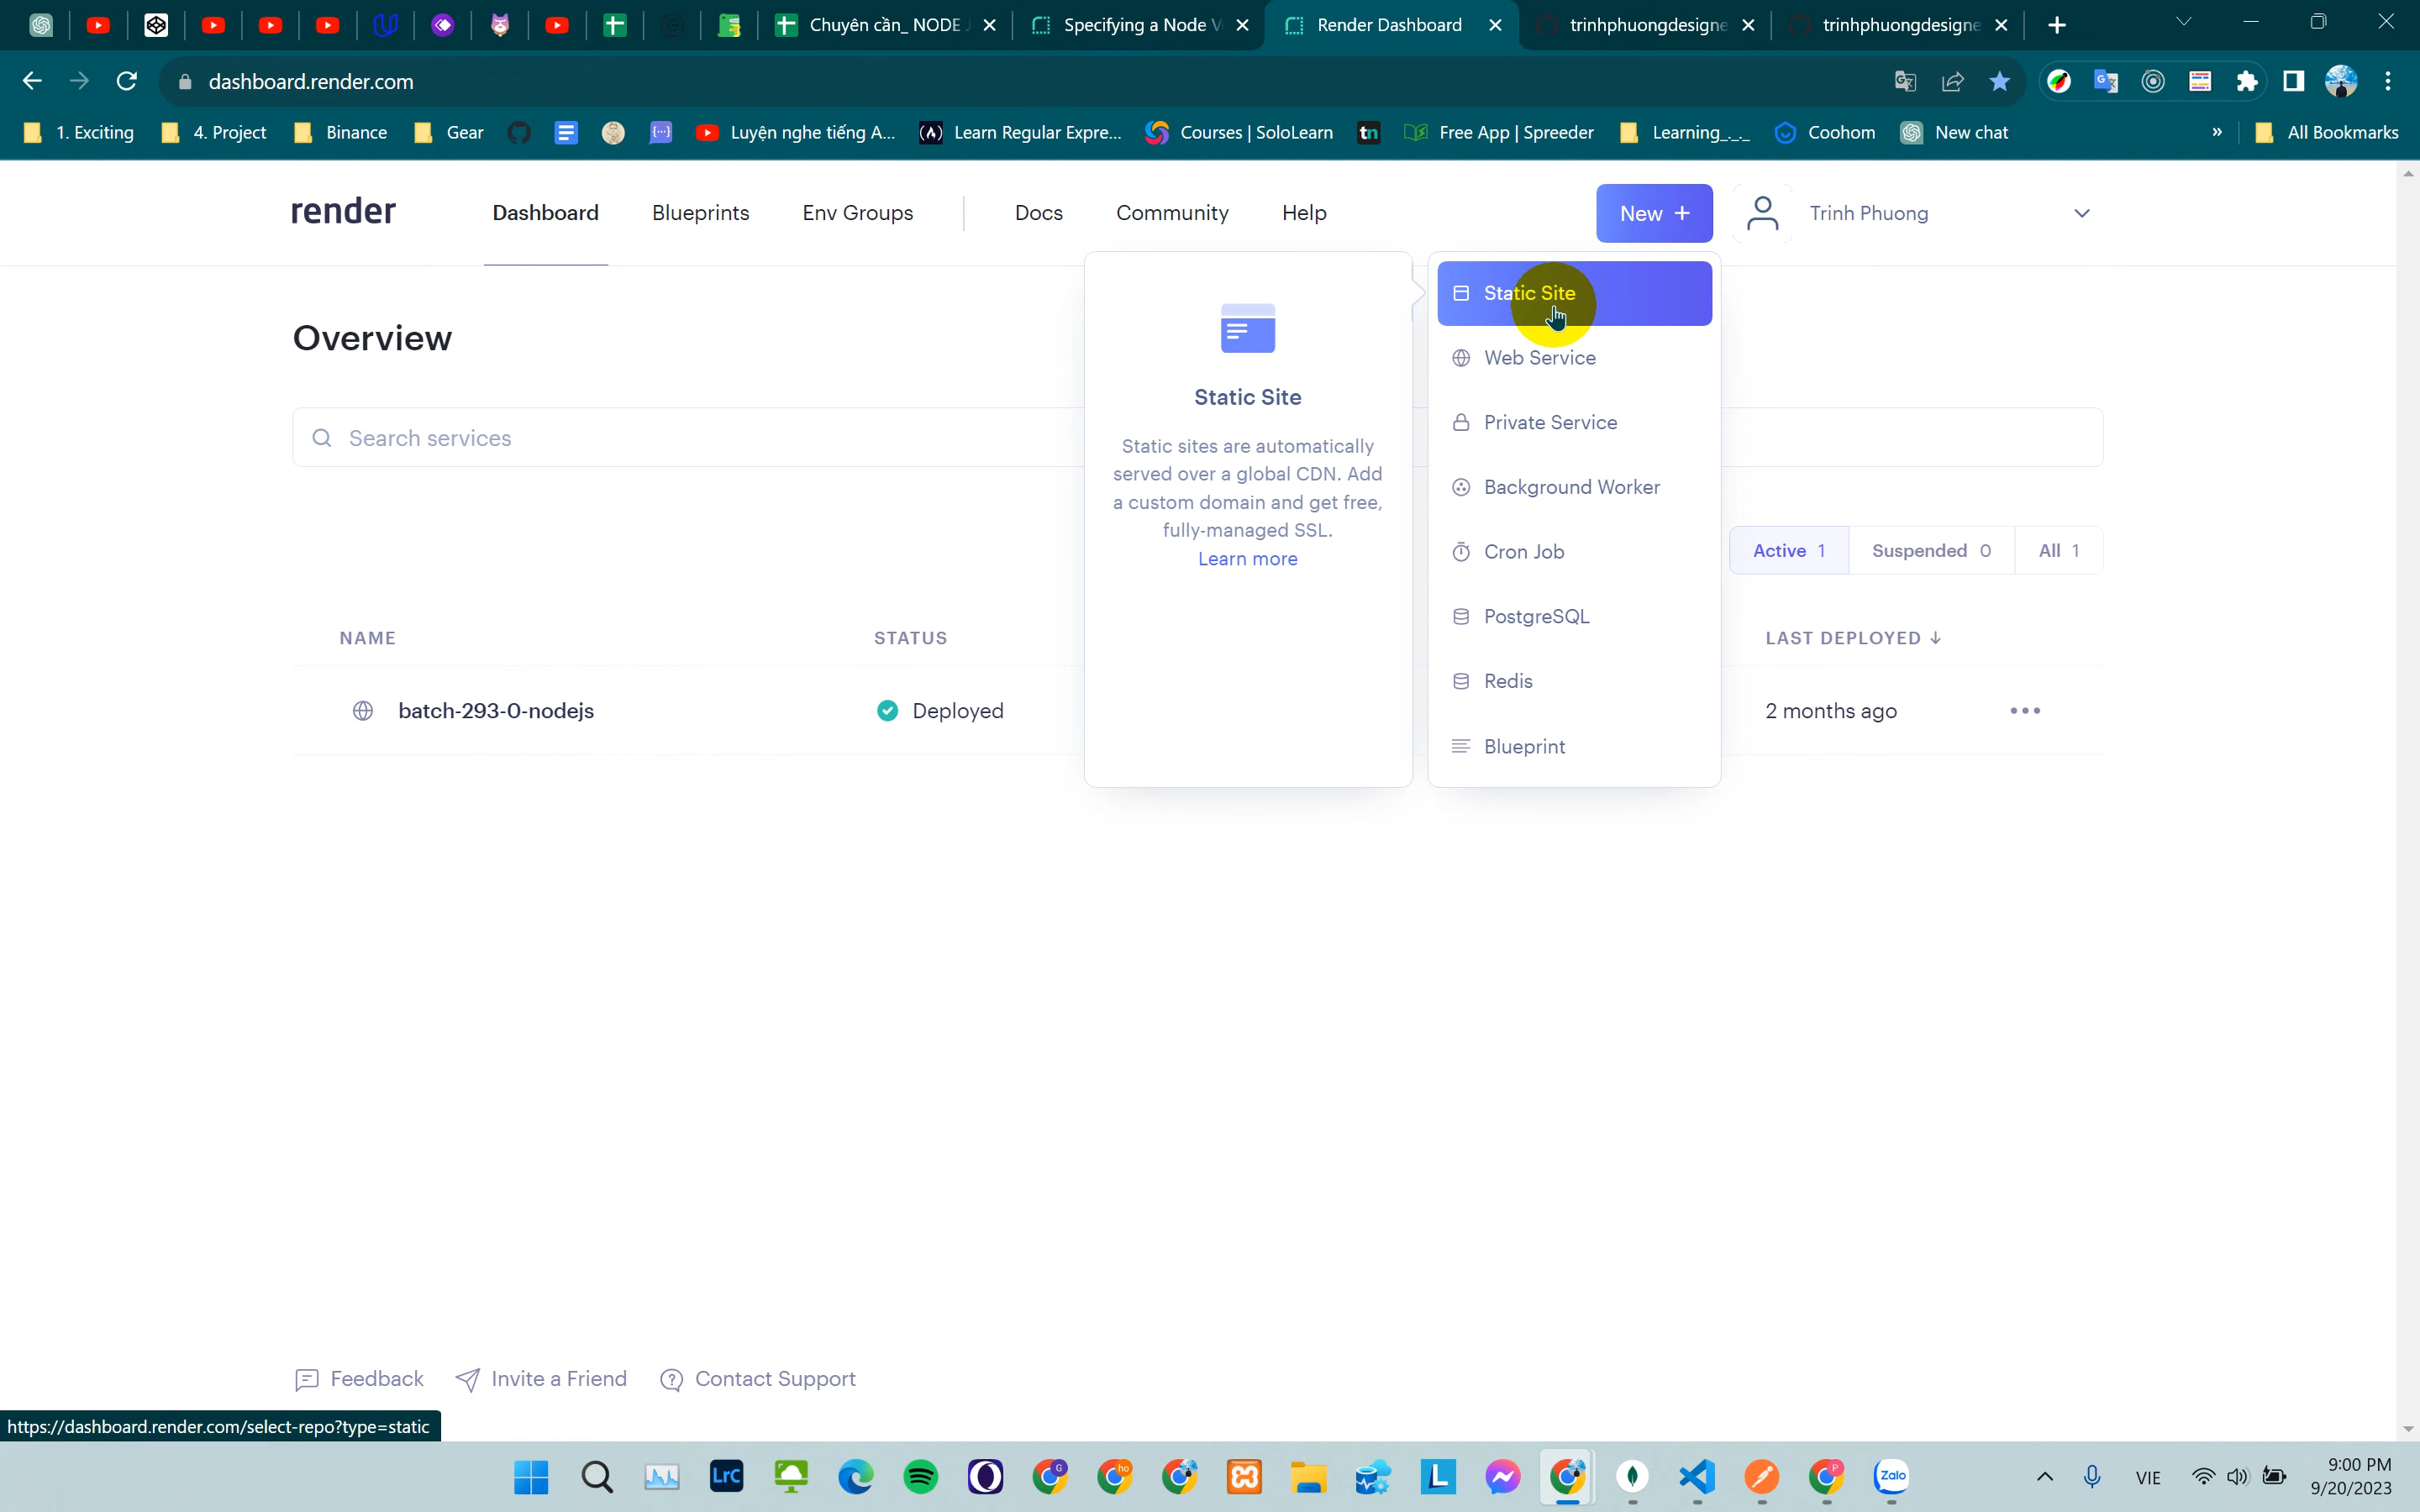 Chuyên cần_ NODE
Specifying a Node
Render Dashboard
trinhphuongdesigne
trinhphuongdesigne
dashboard.render.com
1. Exciting
4. Project
Binance
Gear
Luyện nghe tiếng A...
Learn Regular Expre...
Courses | SoloLearn
tn
Free App | Spreeder
Learning_._._
Coohom
New chat
»
All Bookmarks
render
Dashboard
Blueprints
Env Groups
Docs
Community
Help
New +
Trinh Phuong
Static Site
Web Service
Private Service
Background Worker
Cron Job
PostgreSQL
Redis
Blueprint
Static Site
Static sites are automatically
served over a global CDN. Add
a custom domain and get free,
fully-managed SSL.
Learn more
Overview
Search services
Active 1
Suspended 0
All 1
NAME
STATUS
LAST DEPLOYED ↓
batch-293-0-nodejs
Deployed
2 months ago
Feedback
Invite a Friend
Contact Support
https://dashboard.render.com/select-repo?type=static
LrC
L
Zalo
VIE
9:00 PM
9/20/2023